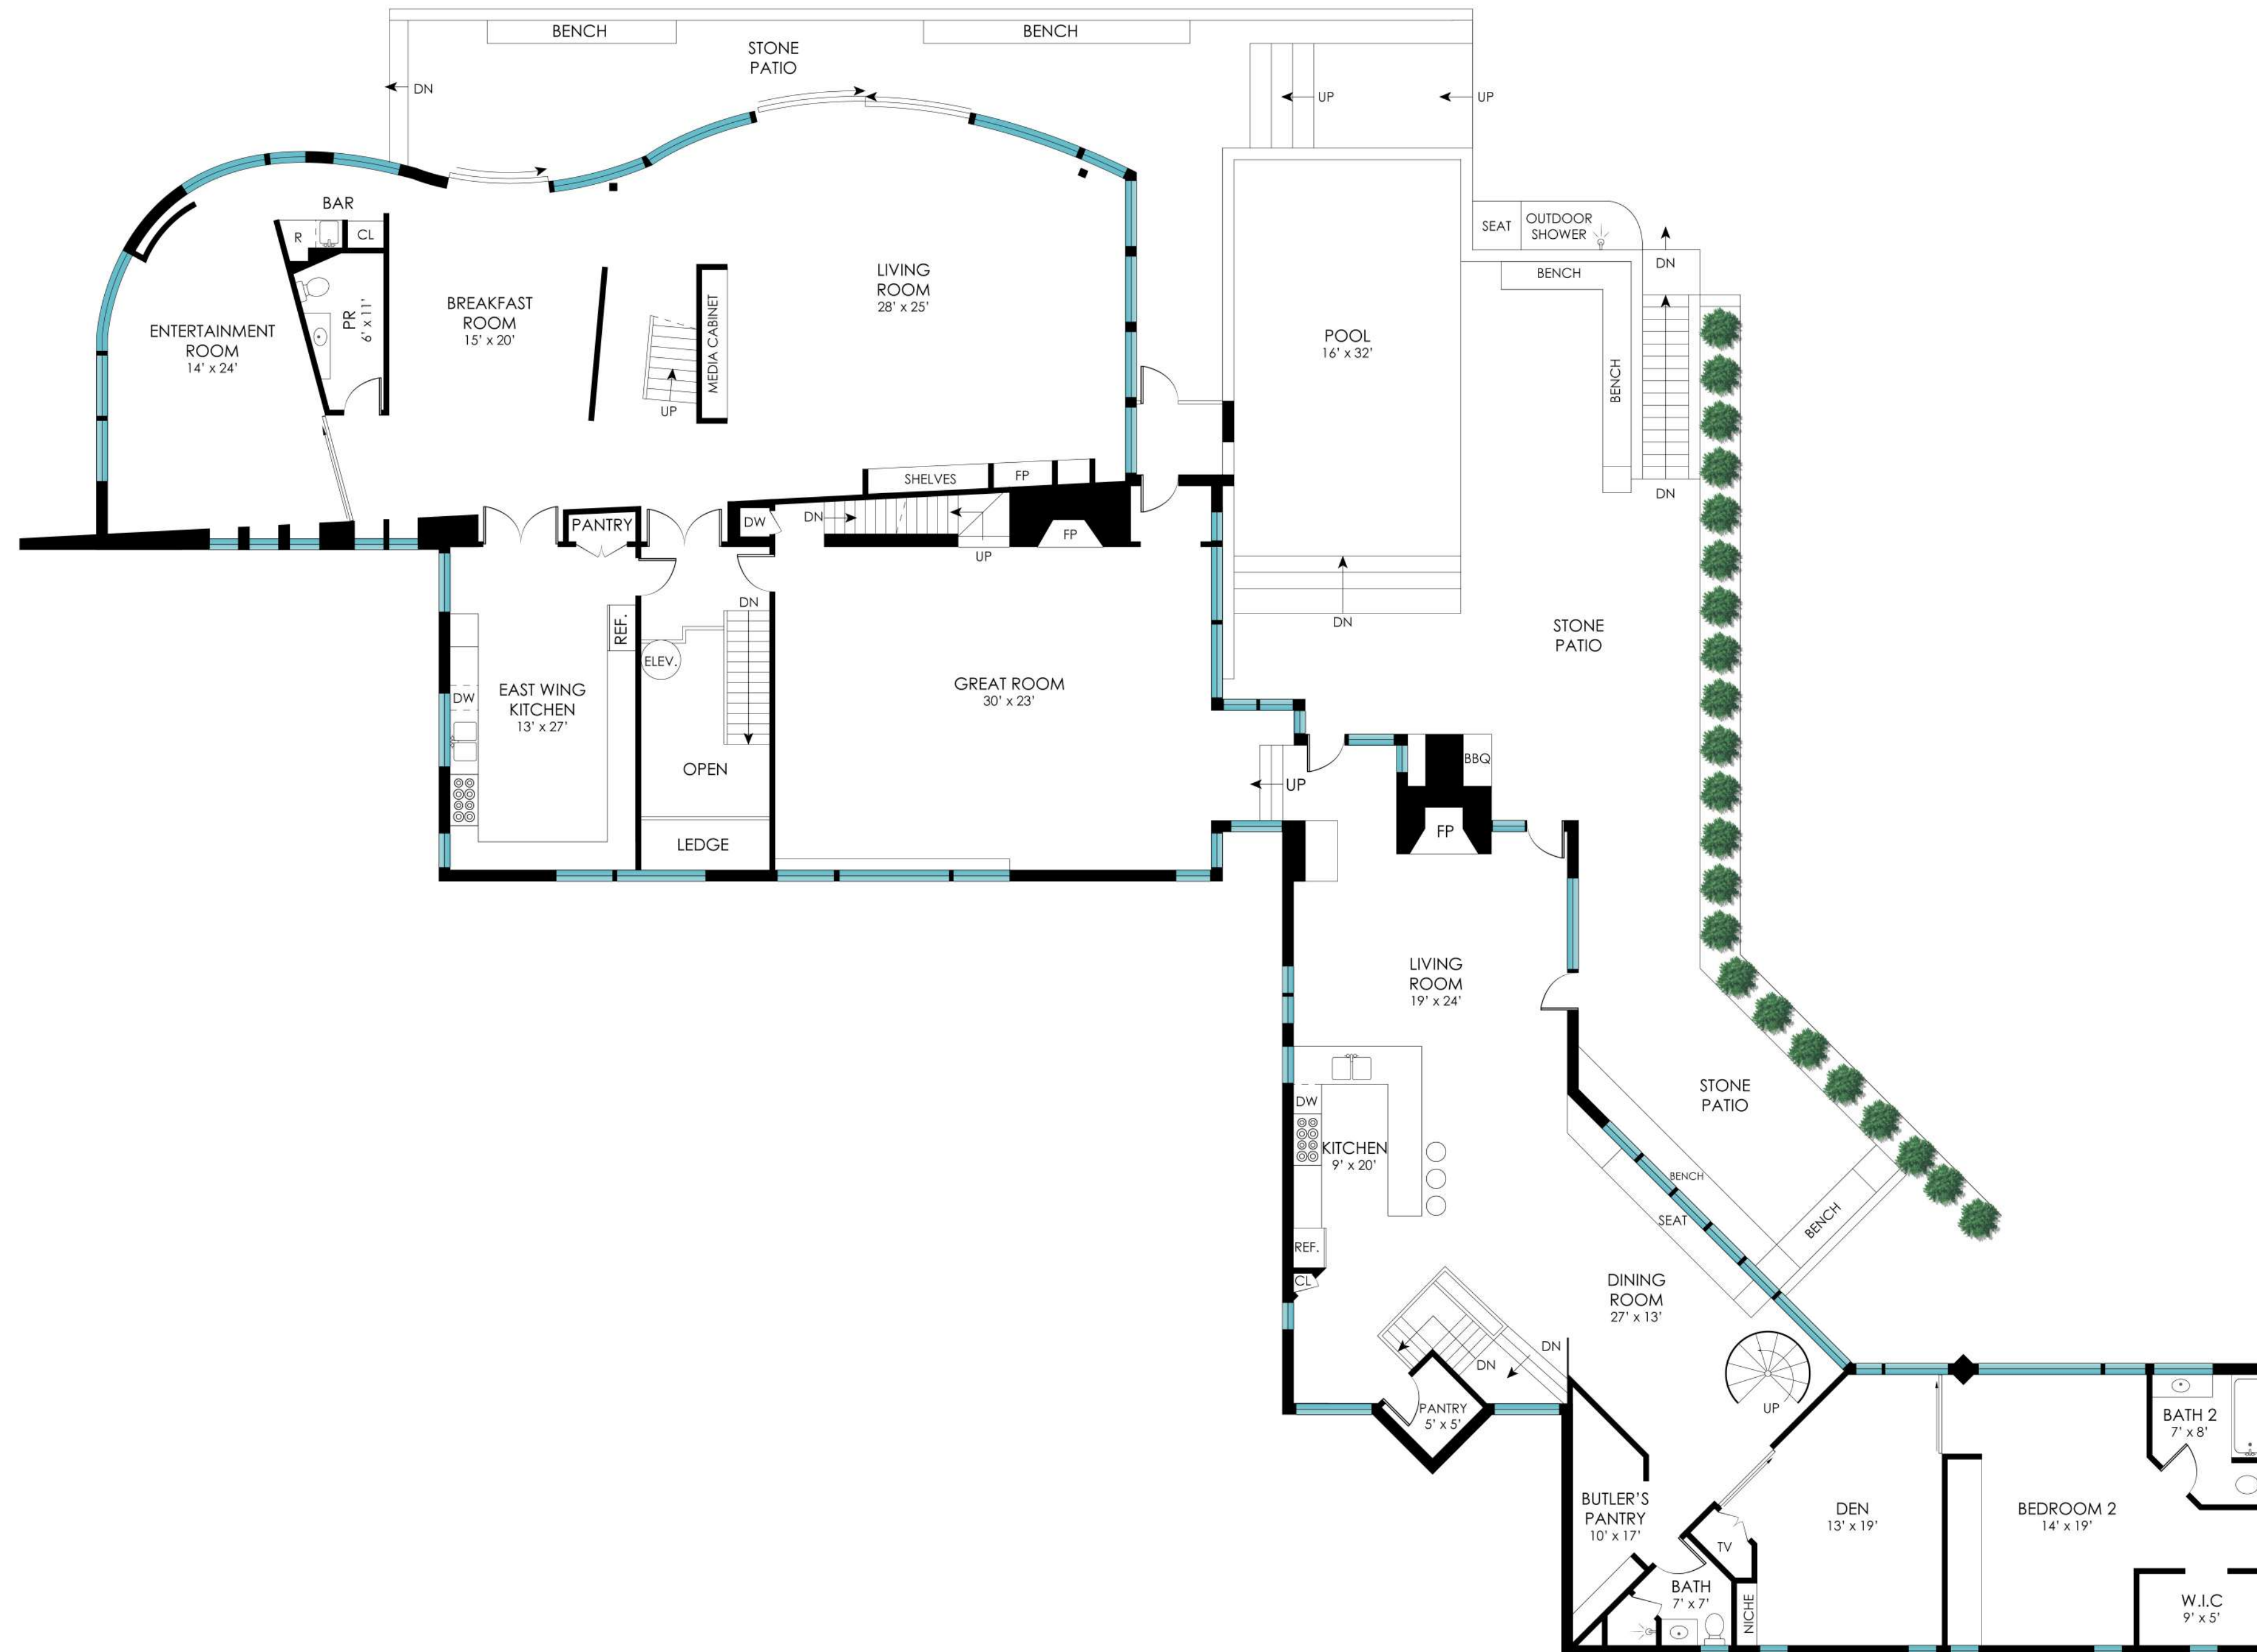 BENCH
BENCH
STONE
PATIO
DN
UP
UP
BAR
R
CL
SEAT
OUTDOOR
SHOWER
DN
BENCH
LIVING
ROOM
28' x 25'
BREAKFAST
ROOM
15' x 20'
PR
6' x 11'
ENTERTAINMENT
ROOM
14' x 24'
MEDIA CABINET
UP
POOL
16' x 32'
BENCH
DN
SHELVES
FP
PANTRY
DW
DN
UP
FP
DN
REF.
DN
ELEV.
STONE
PATIO
EAST WING
KITCHEN
13' x 27'
DW
GREAT ROOM
30' x 23'
OPEN
LEDGE
UP
BBQ
FP
LIVING
ROOM
19' x 24'
STONE
PATIO
DW
KITCHEN
9' x 20'
BENCH
SEAT
BENCH
REF.
CL
DINING
ROOM
27' x 13'
DN
DN
UP
PANTRY
5' x 5'
BATH 2
7' x 8'
BUTLER'S
PANTRY
10' x 17'
DEN
13' x 19'
BEDROOM 2
14' x 19'
TV
BATH
7' x 7'
NICHE
W.I.C
9' x 5'